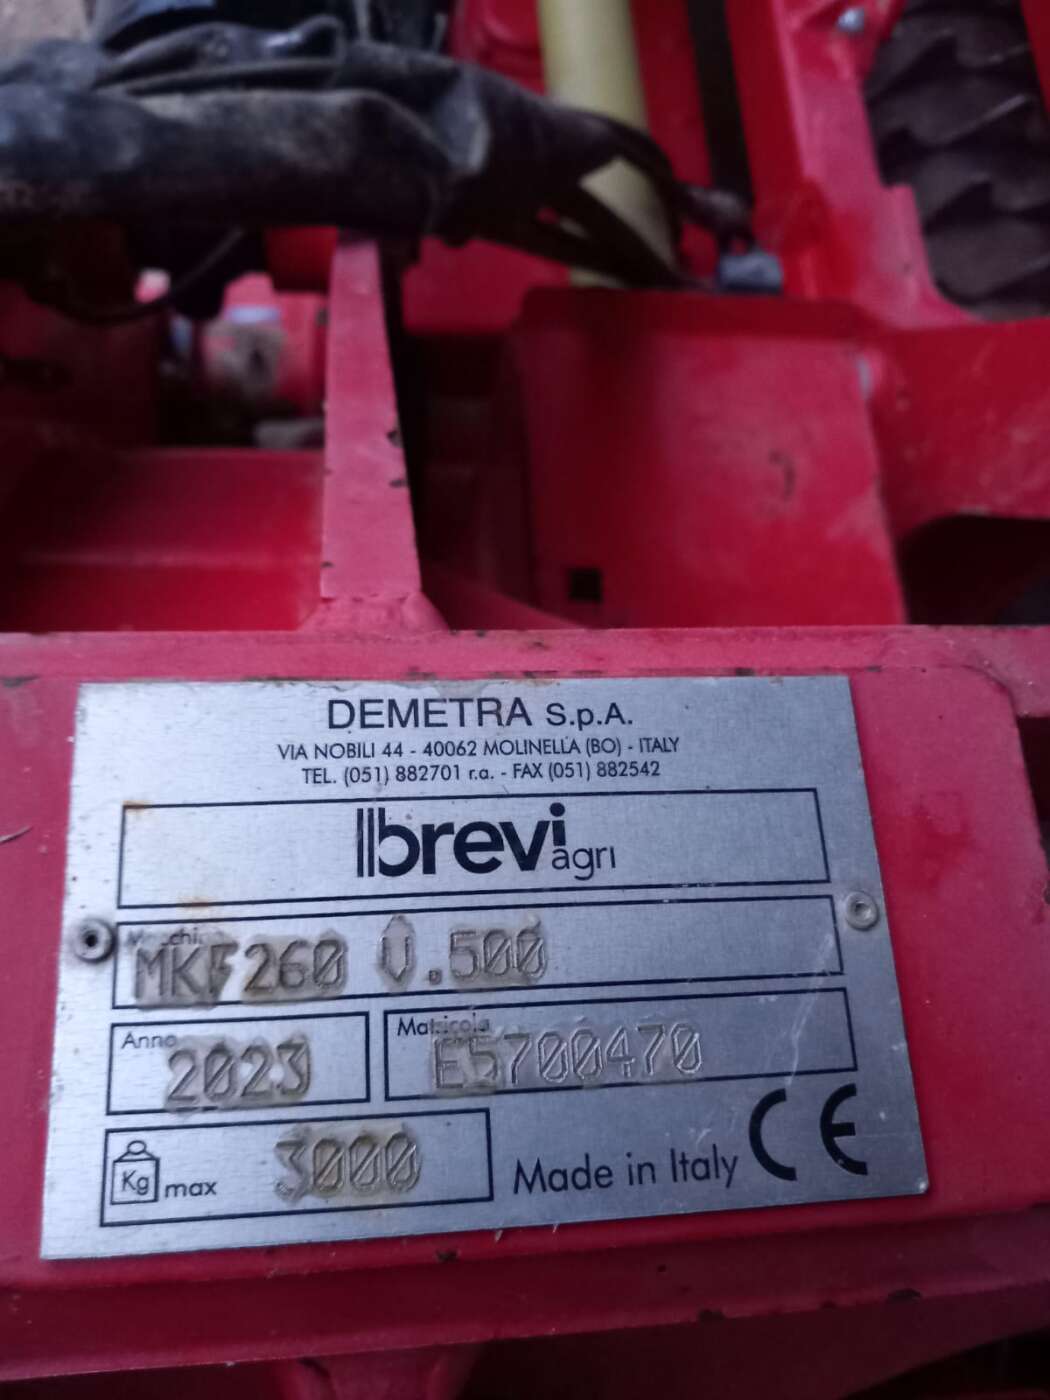 DEMETRA S.p.A.
VIA NOBILI 44 - 40062 MOLINELLA (BO) - ITALY
TEL. (051) 882701 r.a. - FAX (051) 882542
brevi agri
MKF260 V.500
Anno 2023
Matricola E5700470
Kg max 3000
Made in Italy CE